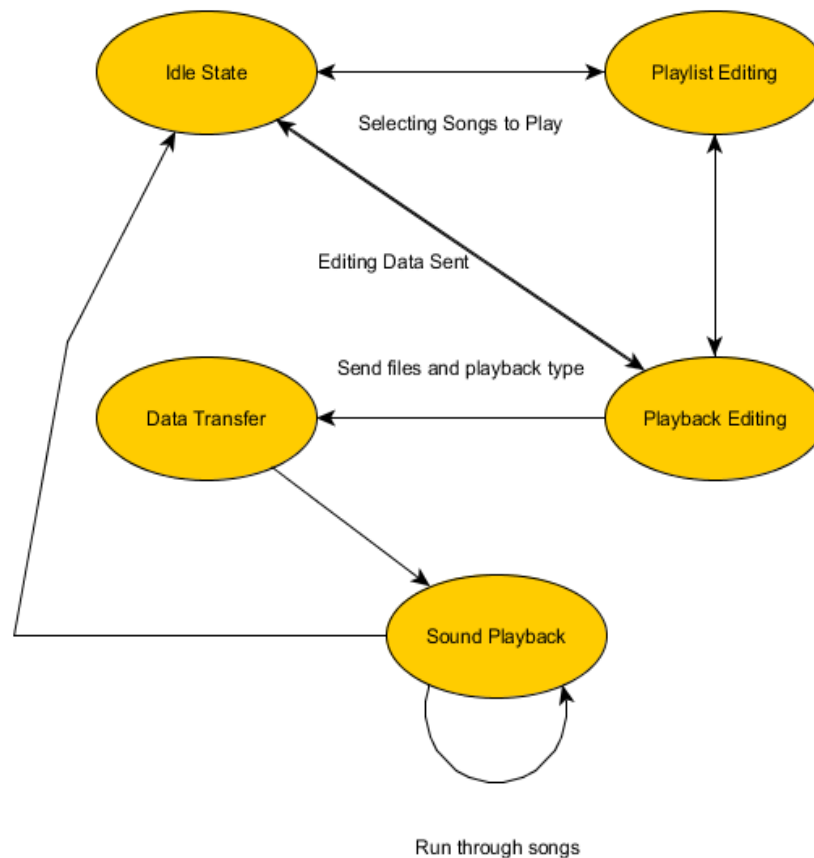 Idle State
Playlist Editing
Selecting Songs to Play
Editing Data Sent
Send files and playback type
Data Transfer
Playback Editing
Sound Playback
Run through songs